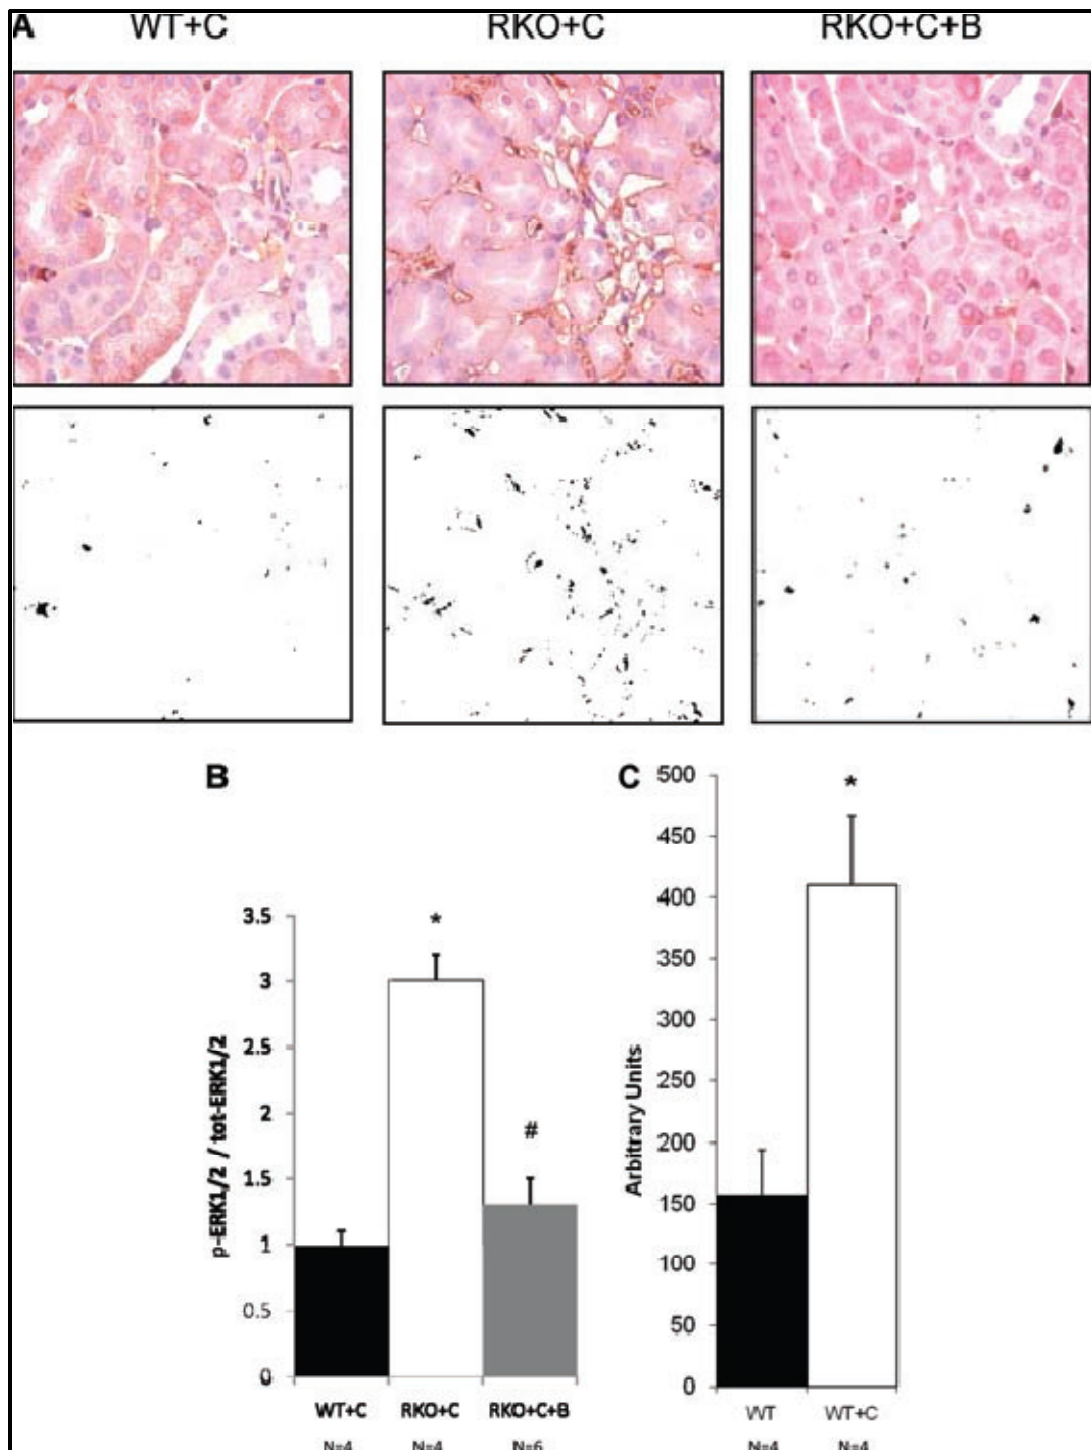 A WT+C RKO+C RKO+C+B
B
p-ERK1/2 / tot-ERK1/2
3.5
3
2.5
2
1.5
1
0.5
0
*
#
WT+C RKO+C RKO+C+B
N=4 N=4 N=6
C
Arbitrary Units
500
450
400
350
300
250
200
150
100
50
0
*
WT WT+C
N=4 N=4